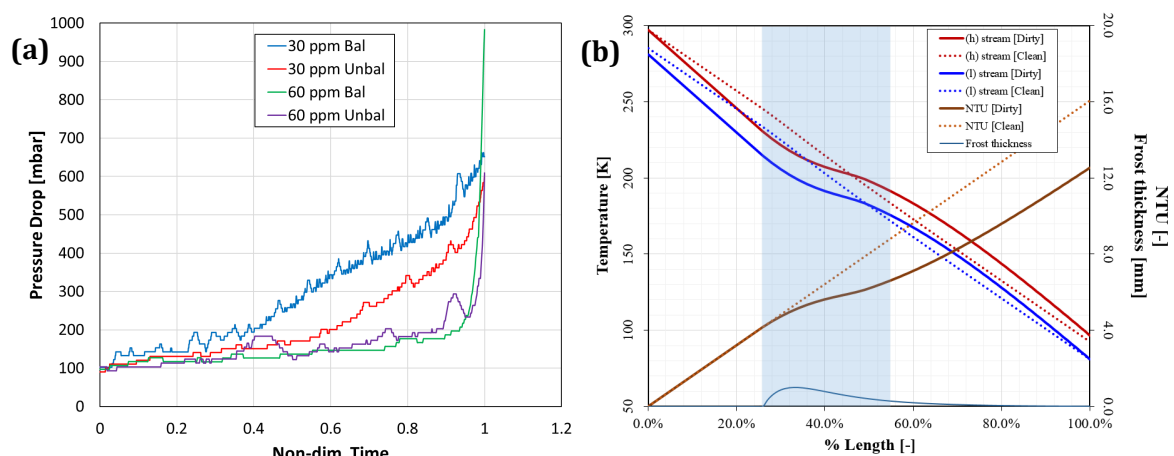 (a)
1000
900
800
700
600
500
400
300
200
100
0
Pressure Drop [mbar]
30 ppm Bal
30 ppm Unbal
60 ppm Bal
60 ppm Unbal
0 0.2 0.4 0.6 0.8 1 1.2
Non-dim. Time
(b)
300
250
200
150
100
50
Temperature [K]
(h) stream [Dirty]
(h) stream [Clean]
(l) stream [Dirty]
(l) stream [Clean]
NTU [Dirty]
NTU [Clean]
Frost thickness
20.0
16.0
12.0
8.0
4.0
0.0
NTU [-]
Frost thickness [mm]
0.0% 20.0% 40.0% 60.0% 80.0% 100.0%
% Length [-]